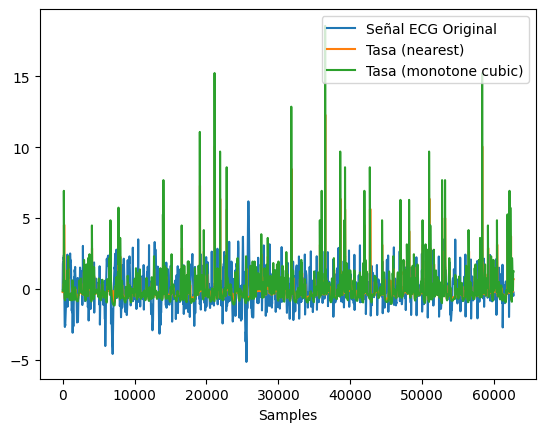 Señal ECG Original
Tasa (nearest)
Tasa (monotone cubic)
15
10
5
0
−5
0 10000 20000 30000 40000 50000 60000
Samples